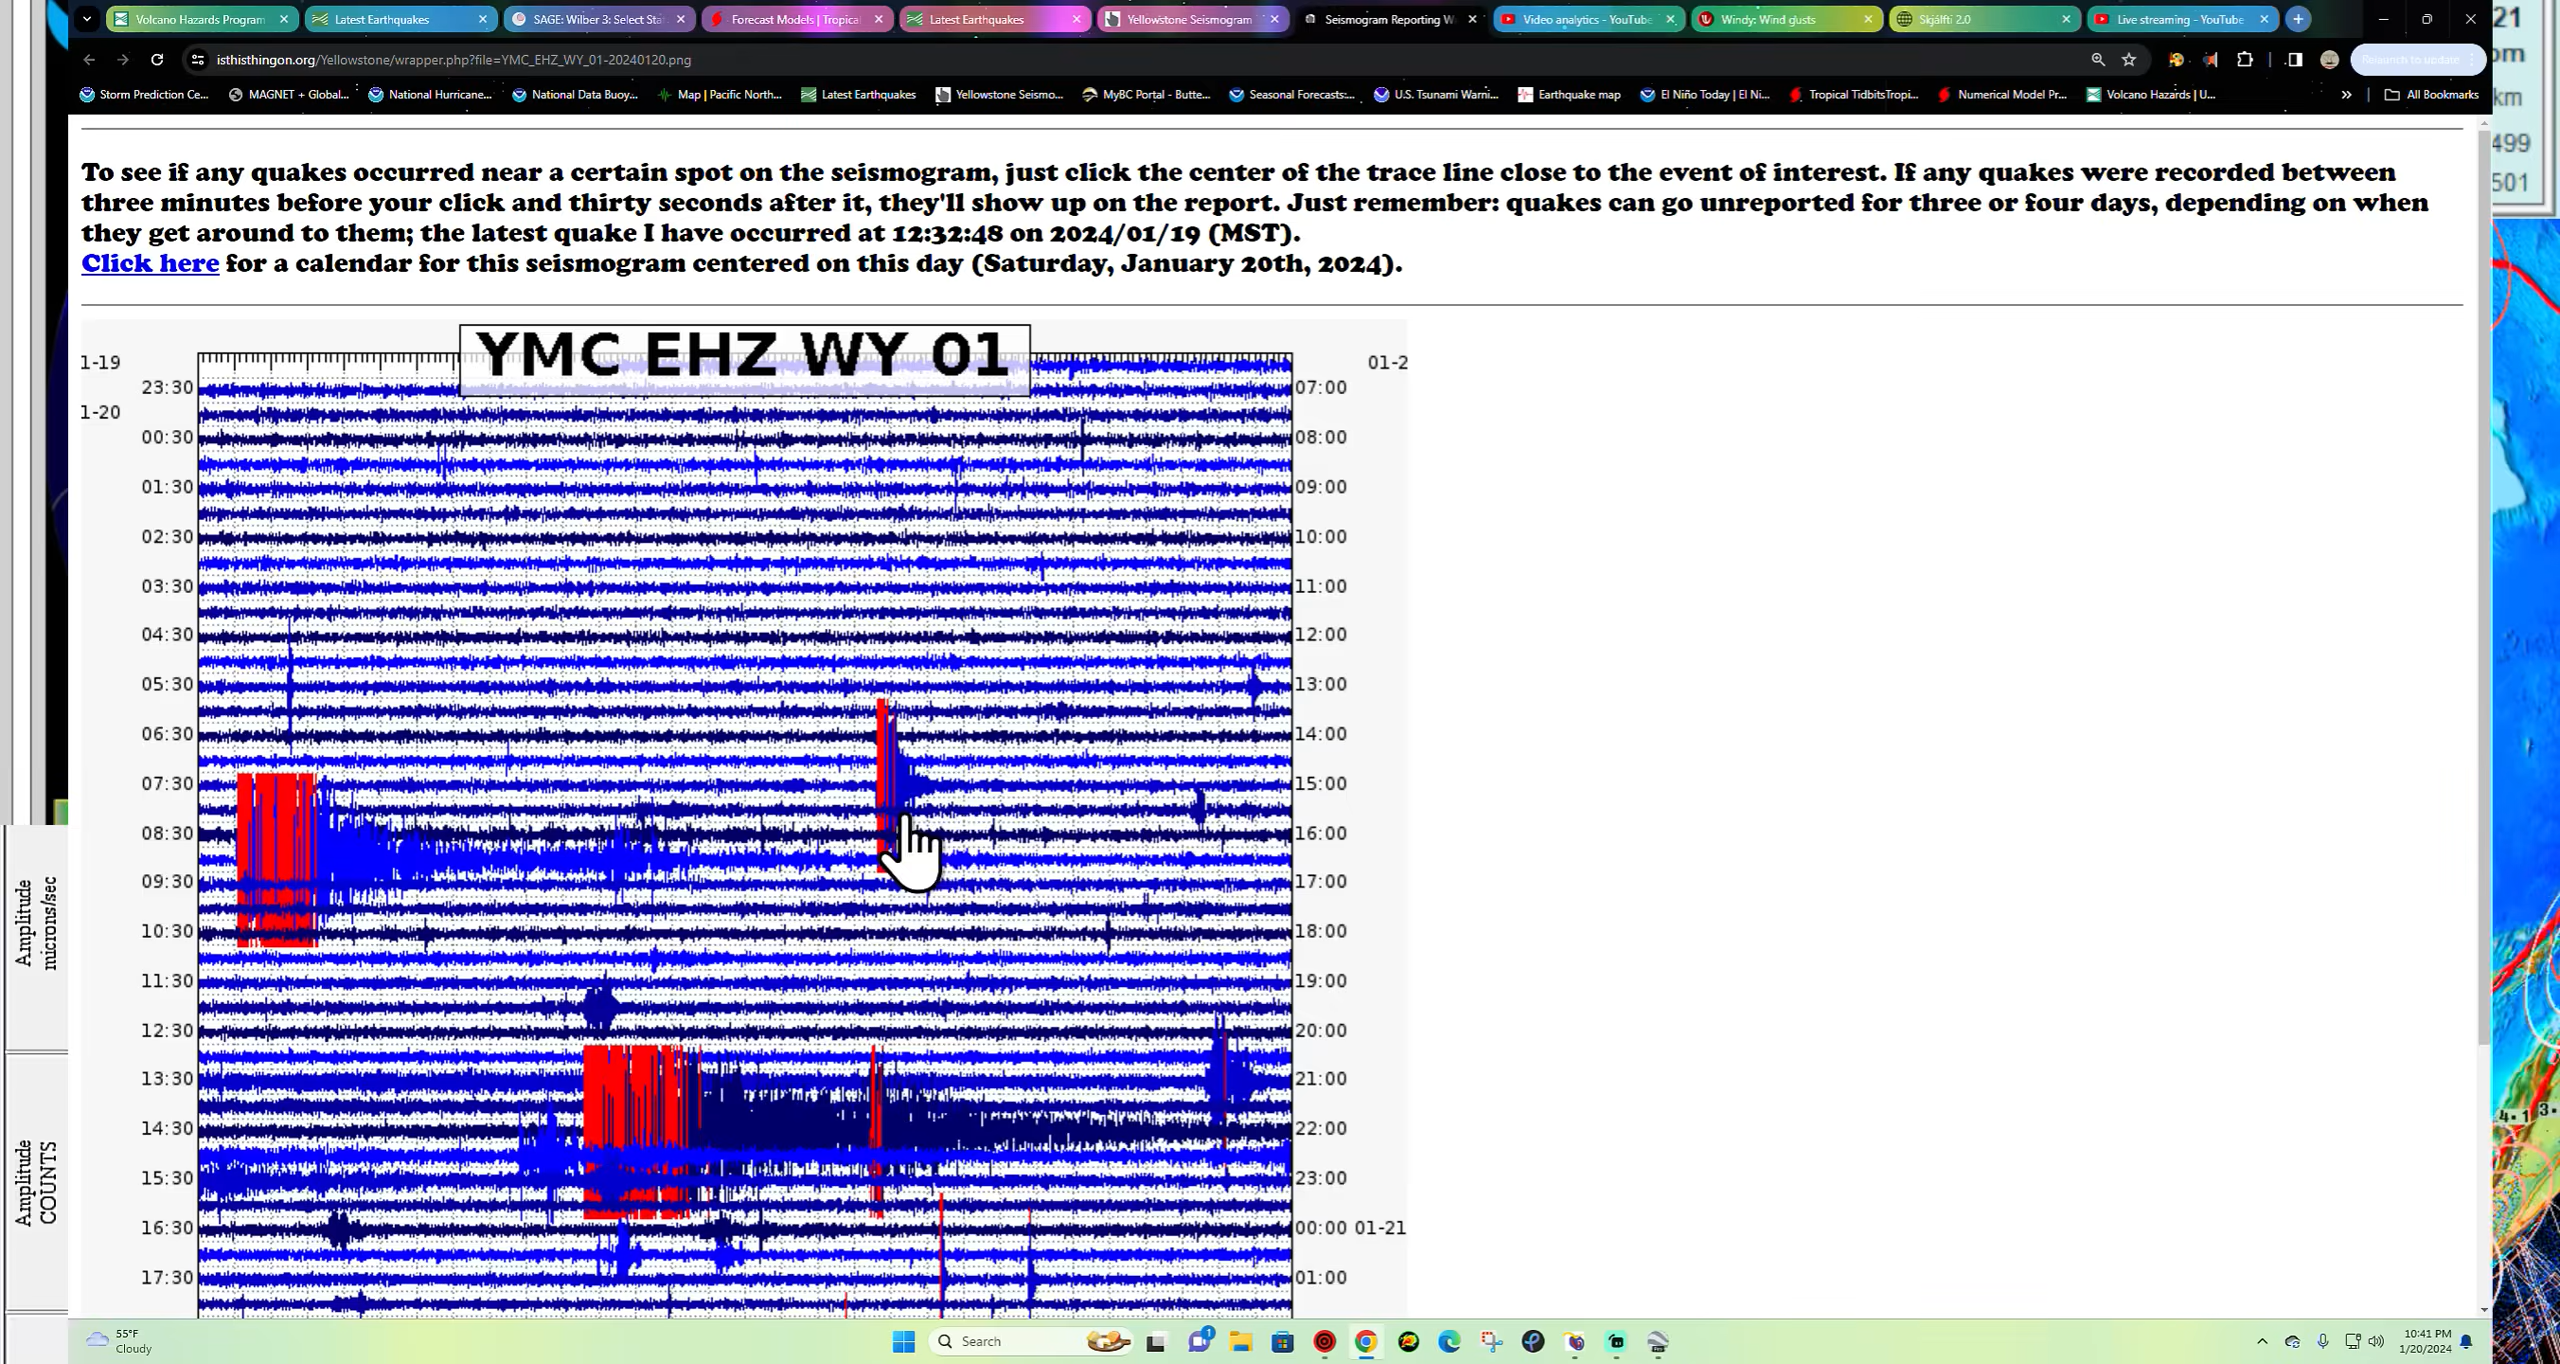 Volcano Hazards Program
Latest Earthquakes
SAGE: Wilber 3: Select Sta
Forecast Models | Tropical
Latest Earthquakes
Yellowstone Seismogram
Seismogram Reporting W
Video analytics - YouTube
Windy: Wind gusts
Skjálfti 2.0
Live streaming - YouTube
isthisthingon.org/Yellowstone/wrapper.php?file=YMC_EHZ_WY_01-20240120.png
Relaunch to update
Storm Prediction Ce...
MAGNET + Global...
National Hurricane...
National Data Buoy...
Map | Pacific North...
Latest Earthquakes
Yellowstone Seismo...
MyBC Portal - Butte...
Seasonal Forecasts:...
U.S. Tsunami Warni...
Earthquake map
El Niño Today | El Ni...
Tropical TidbitsTropi...
Numerical Model Pr...
Volcano Hazards | U...
All Bookmarks
21
om
km
499
501
To see if any quakes occurred near a certain spot on the seismogram, just click the center of the trace line close to the event of interest. If any quakes were recorded between
three minutes before your click and thirty seconds after it, they'll show up on the report. Just remember: quakes can go unreported for three or four days, depending on when
they get around to them; the latest quake I have occurred at 12:32:48 on 2024/01/19 (MST).
Click here for a calendar for this seismogram centered on this day (Saturday, January 20th, 2024).
YMC EHZ WY 01
1-19 01-2
23:30 07:00
1-20
00:30 08:00
01:30 09:00
02:30 10:00
03:30 11:00
04:30 12:00
05:30 13:00
06:30 14:00
07:30 15:00
08:30 16:00
09:30 17:00
10:30 18:00
11:30 19:00
12:30 20:00
13:30 21:00
14:30 22:00
15:30 23:00
16:30 00:00 01-21
17:30 01:00
Amplitude
microns/sec
Amplitude
COUNTS
4.1 3.
55°F
Cloudy
Search
1
10:41 PM
1/20/2024